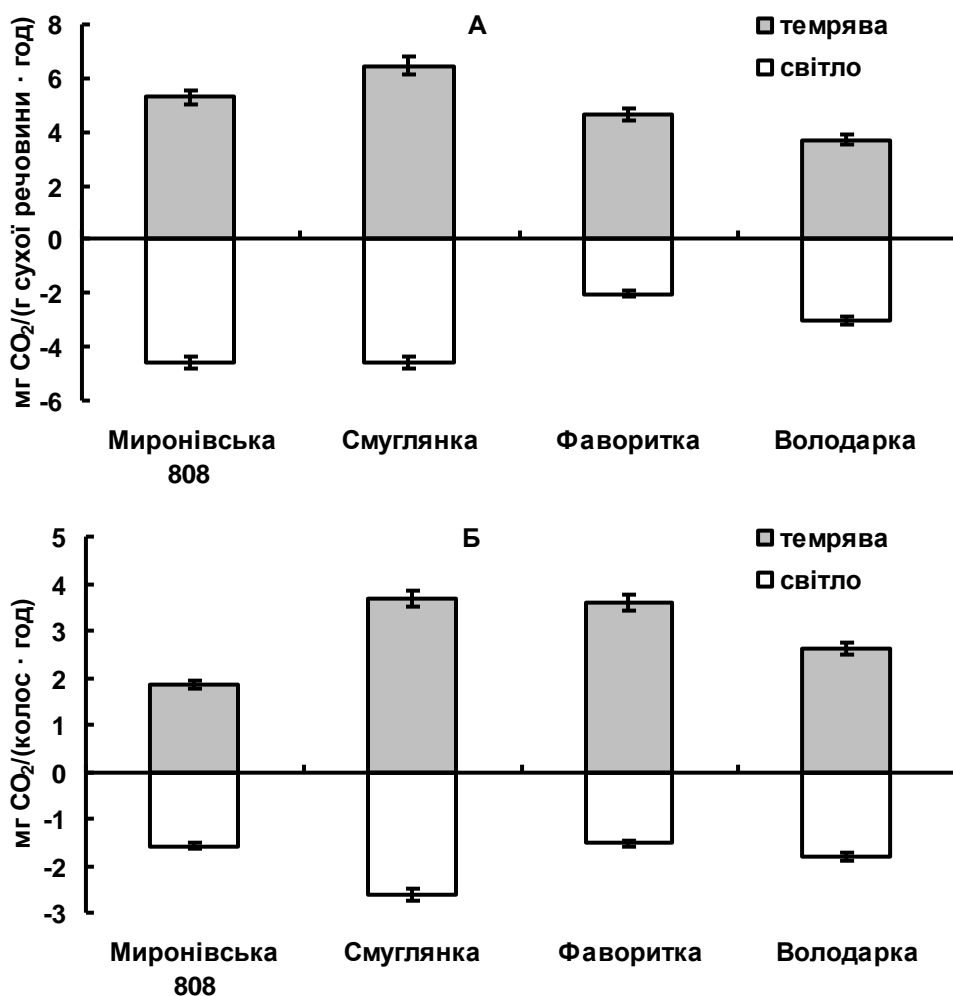 А
темрява
світло
мг CO₂/(г сухої речовини · год)
8
6
4
2
0
-2
-4
-6
Миронівська
808
Смуглянка
Фаворитка
Володарка
Б
темрява
світло
мг CO₂/(колос · год)
5
4
3
2
1
0
-1
-2
-3
Миронівська
808
Смуглянка
Фаворитка
Володарка